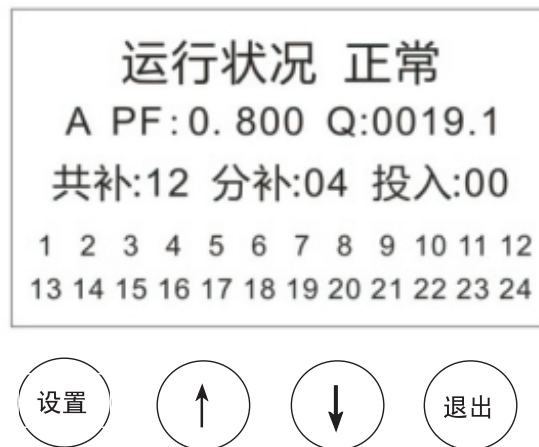 运行状况 正常
A PF:0.800 Q:0019.1
共补:12 分补:04 投入:00
1 2 3 4 5 6 7 8 9 10 11 12
13 14 15 16 17 18 19 20 21 22 23 24
设置 ↑ ↓ 退出